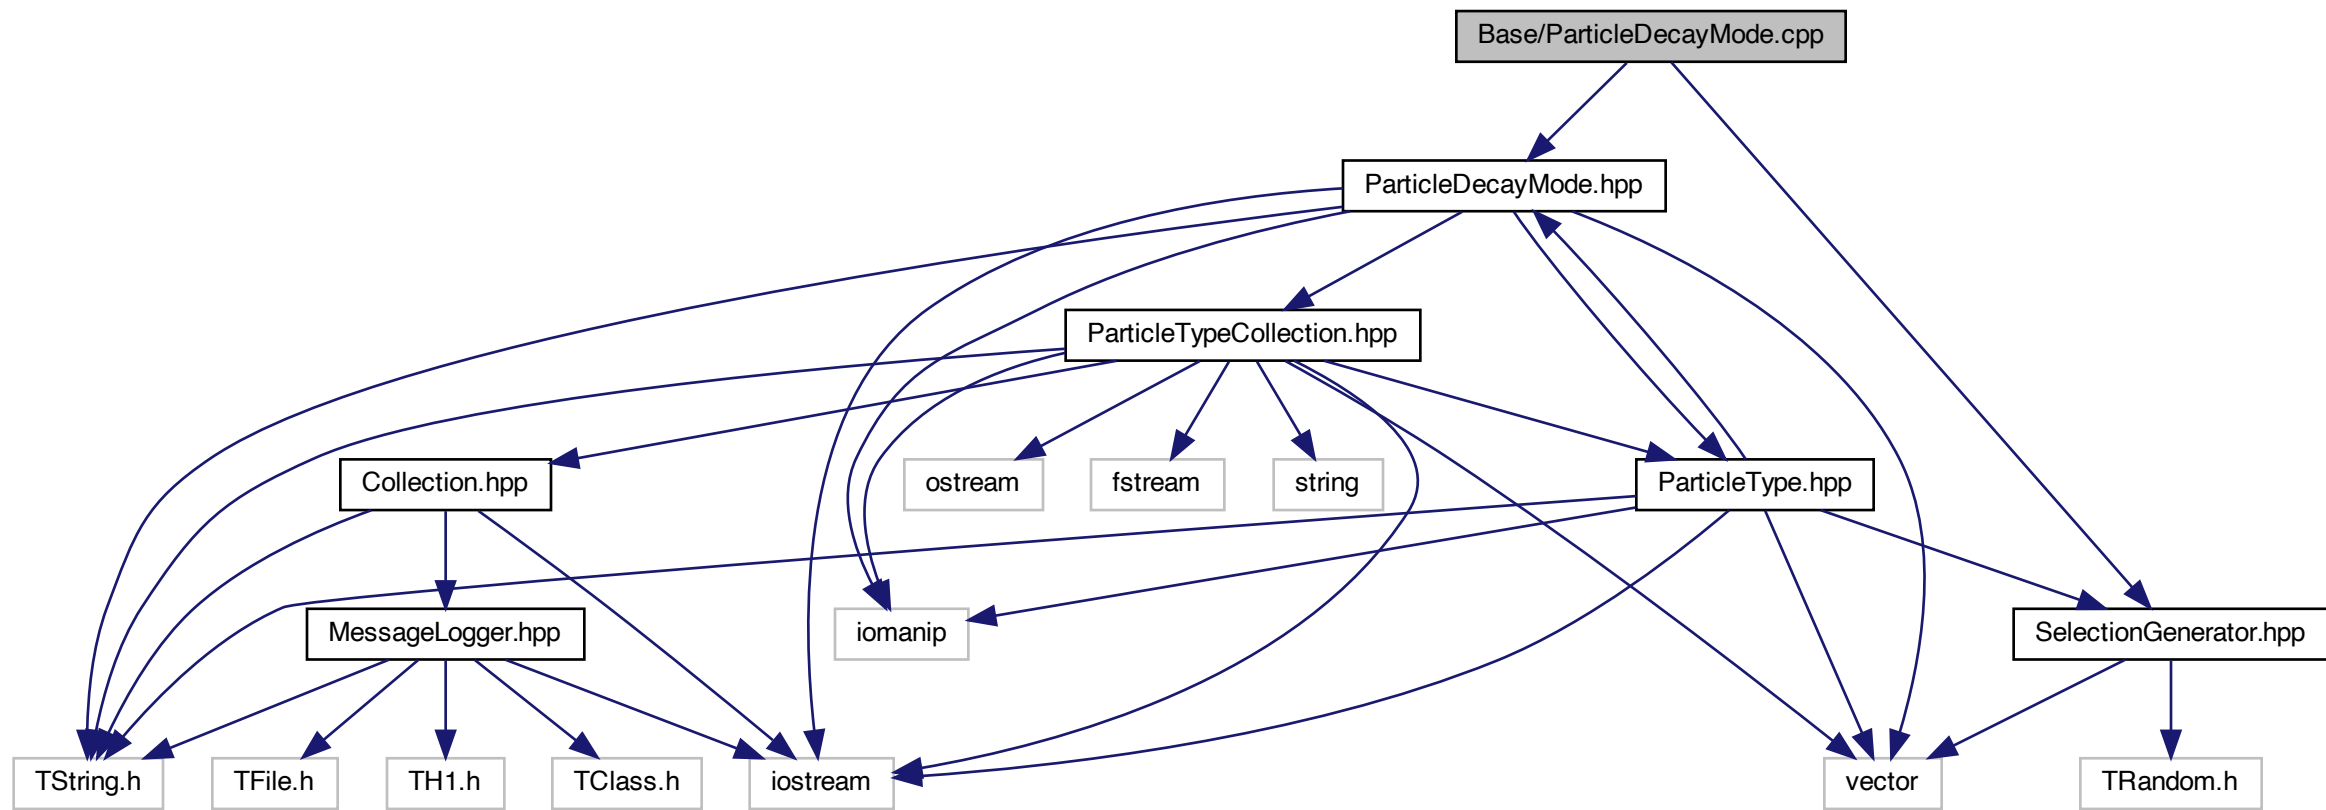 Base/ParticleDecayMode.cpp
ParticleDecayMode.hpp
ParticleTypeCollection.hpp
Collection.hpp
ostream
fstream
string
ParticleType.hpp
MessageLogger.hpp
iomanip
SelectionGenerator.hpp
TString.h
TFile.h
TH1.h
TClass.h
iostream
vector
TRandom.h